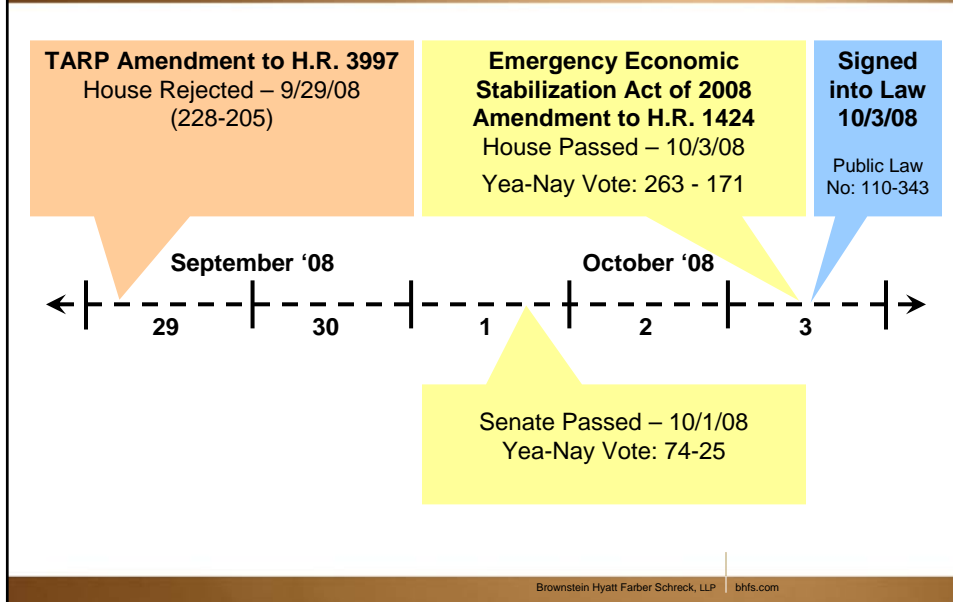 TARP Amendment to H.R. 3997
House Rejected – 9/29/08
(228-205)
Emergency Economic
Stabilization Act of 2008
Amendment to H.R. 1424
House Passed – 10/3/08
Yea-Nay Vote: 263 - 171
Signed
into Law
10/3/08
Public Law
No: 110-343
September ‘08
October ‘08
29
30
1
2
3
Senate Passed – 10/1/08
Yea-Nay Vote: 74-25
Brownstein Hyatt Farber Schreck, LLP
bhfs.com